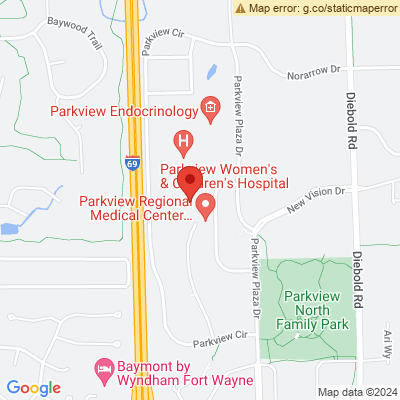 Map error: g.co/staticmaperror
Baywood Trail
Parkview Cir
Norarrow Dr
Diebold Rd
Parkview Endocrinology
Parkview Plaza Dr
H
69
Parkview Women's
& Children's Hospital
New Vision Dr
Parkview Regional
Medical Center...
Parkview Plaza Dr
Diebold Rd
Parkview
North
Family Park
Ari Wy
Parkview Cir
Baymont by
Wyndham Fort Wayne
Google
Map data ©2024